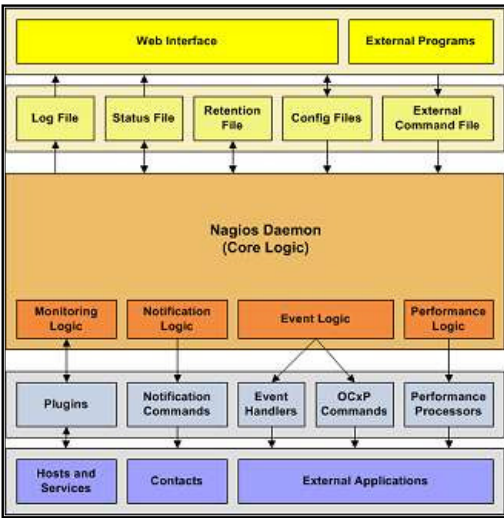 Web Interface
External Programs
Log File
Status File
Retention
File
Config Files
External
Command File
Nagios Daemon
(Core Logic)
Monitoring
Logic
Notification
Logic
Event Logic
Performance
Logic
Plugins
Notification
Commands
Event
Handlers
OCxP
Commands
Performance
Processors
Hosts and
Services
Contacts
External Applications